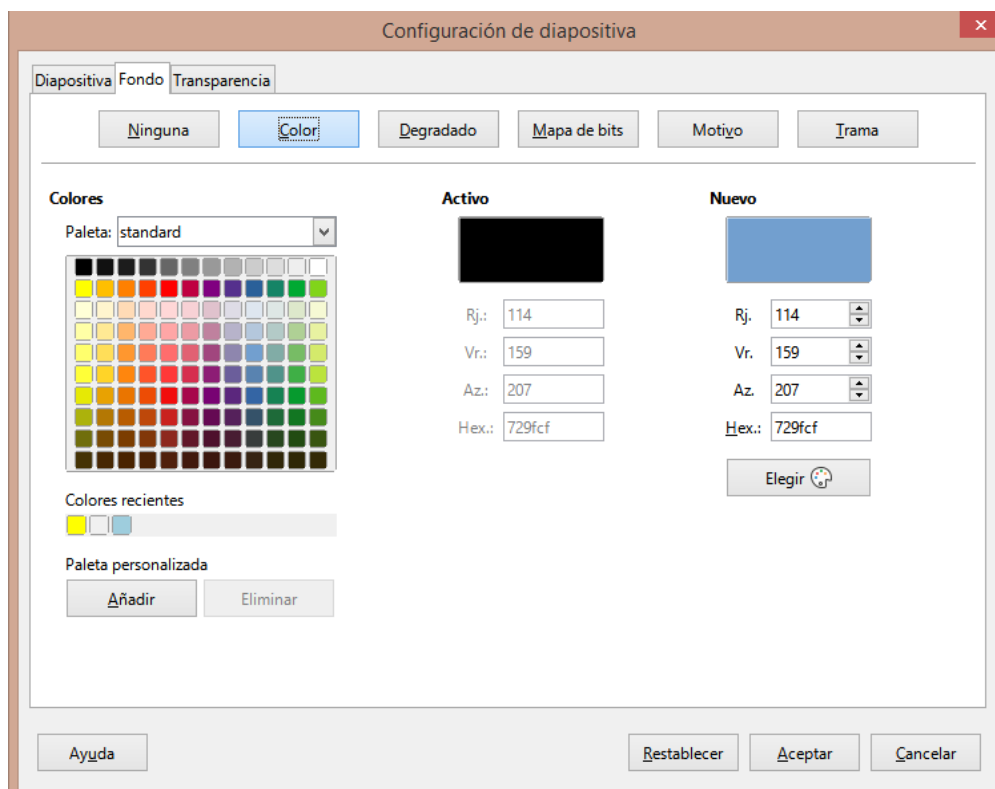 Configuración de diapositiva
Diapositiva Fondo Transparencia
Ninguna Color Degradado Mapa de bits Motivo Trama
Colores Activo Nuevo
Paleta: standard
Rj.: 114 Rj. 114
Vr.: 159 Vr. 159
Az.: 207 Az. 207
Hex.: 729fcf Hex.: 729fcf
Elegir
Colores recientes
Paleta personalizada
Añadir Eliminar
Ayuda Restablecer Aceptar Cancelar